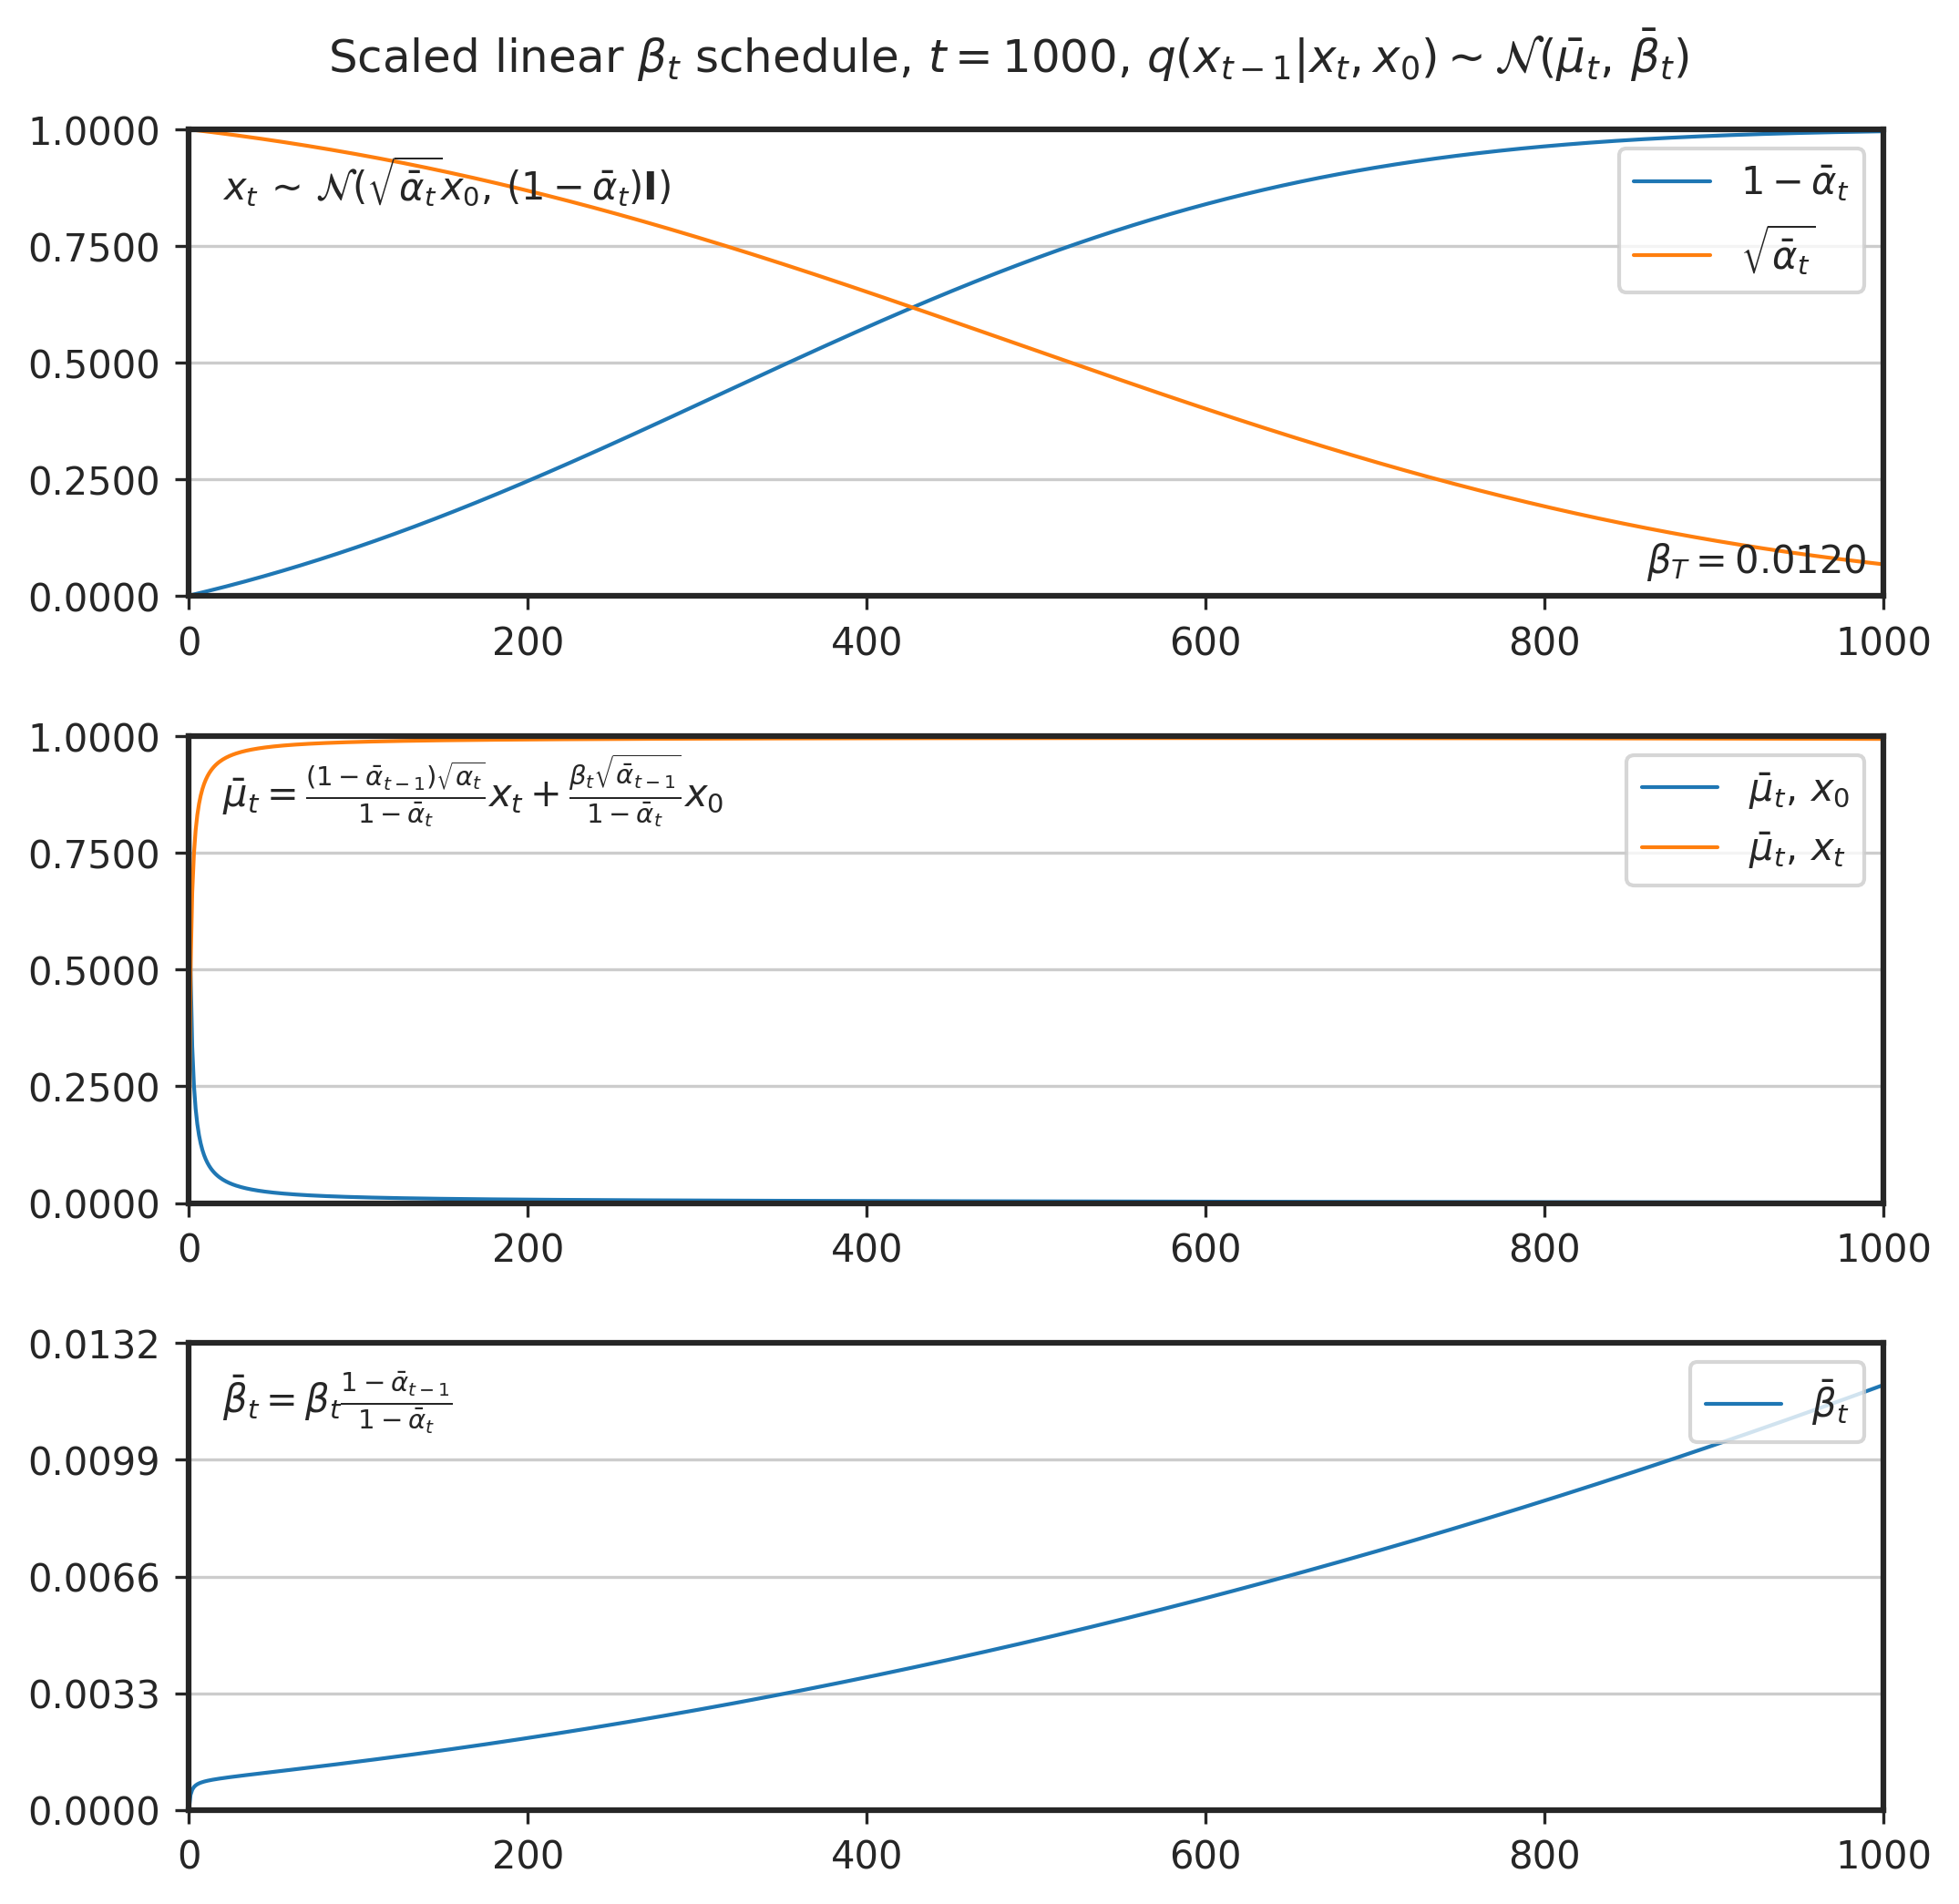 Scaled linear βₜ schedule, t = 1000, q(xₜ₋₁|xₜ, x₀) ~ 𝒩(μ̄ₜ, β̄ₜ)
1.0000
xₜ ~ 𝒩(√ᾱₜx₀, (1 − ᾱₜ)𝐈)
1 − ᾱₜ
0.7500
√ᾱₜ
0.5000
0.2500
β_T = 0.0120
0.0000
0 200 400 600 800 1000
1.0000
μ̄ₜ = \frac{(1 − ᾱₜ₋₁)√αₜ}{1 − ᾱₜ}xₜ + \frac{βₜ√ᾱₜ₋₁}{1 − ᾱₜ}x₀
μ̄ₜ, x₀
μ̄ₜ, xₜ
0.7500
0.5000
0.2500
0.0000
0 200 400 600 800 1000
0.0132
β̄ₜ = βₜ\frac{1 − ᾱₜ₋₁}{1 − ᾱₜ}
β̄ₜ
0.0099
0.0066
0.0033
0.0000
0 200 400 600 800 1000